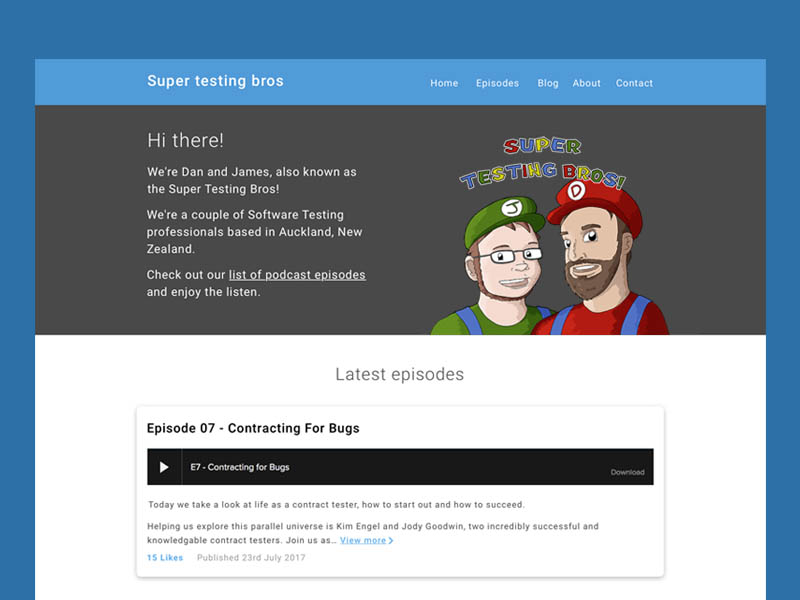 Super testing bros
Home Episodes Blog About Contact
Hi there!
We're Dan and James, also known as
the Super Testing Bros!
We're a couple of Software Testing
professionals based in Auckland, New
Zealand.
Check out our list of podcast episodes
and enjoy the listen.
SUPER
TESTING BROS!
J
D
Latest episodes
Episode 07 - Contracting For Bugs
E7 - Contracting for Bugs
Download
Today we take a look at life as a contract tester, how to start out and how to succeed.
Helping us explore this parallel universe is Kim Engel and Jody Goodwin, two incredibly successful and
knowledgable contract testers. Join us as… View more
15 Likes Published 23rd July 2017